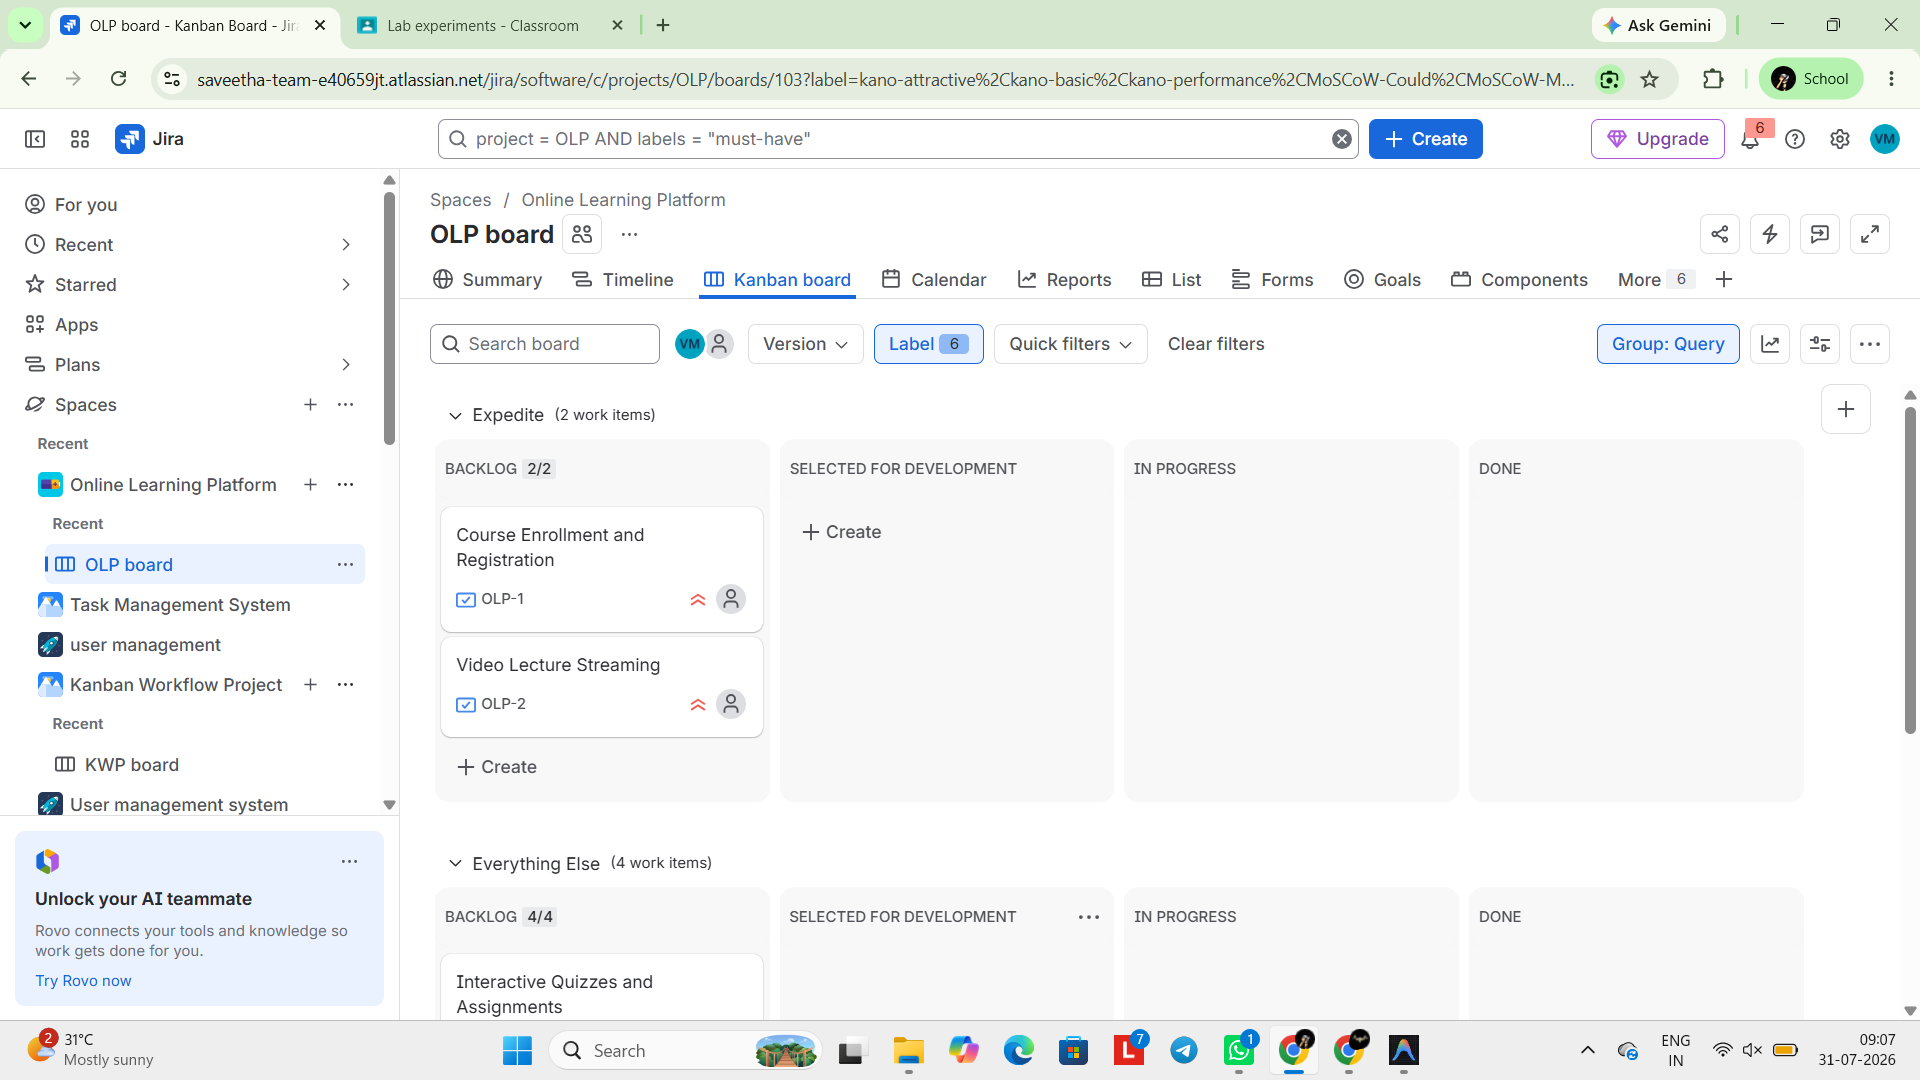 OLP board - Kanban Board - Jir
Lab experiments - Classroom
Ask Gemini
saveetha-team-e40659jt.atlassian.net/jira/software/c/projects/OLP/boards/103?label=kano-attractive%2Ckano-basic%2Ckano-performance%2CMoSCoW-Could%2CMoSCoW-M...
School
Jira
project = OLP AND labels = "must-have"
Create
Upgrade
6
VM
For you
Recent
Starred
Apps
Plans
Spaces
Recent
Online Learning Platform
Recent
OLP board
Task Management System
user management
Kanban Workflow Project
Recent
KWP board
User management system
Unlock your AI teammate
Rovo connects your tools and knowledge so
work gets done for you.
Try Rovo now
Spaces / Online Learning Platform
OLP board
Summary
Timeline
Kanban board
Calendar
Reports
List
Forms
Goals
Components
More 6
Search board
VM
Version
Label 6
Quick filters
Clear filters
Group: Query
Expedite (2 work items)
BACKLOG 2/2
SELECTED FOR DEVELOPMENT
IN PROGRESS
DONE
Course Enrollment and
Registration
OLP-1
Create
Video Lecture Streaming
OLP-2
Create
Everything Else (4 work items)
BACKLOG 4/4
SELECTED FOR DEVELOPMENT
IN PROGRESS
DONE
Interactive Quizzes and
Assignments
2
31°C
Mostly sunny
Search
7
1
ENG
IN
09:07
31-07-2026